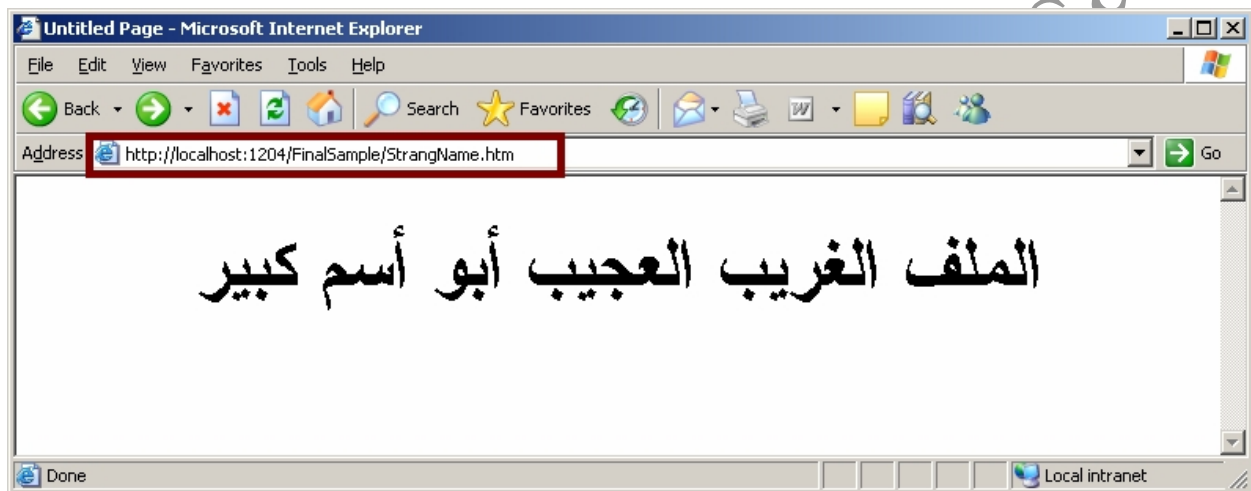 Untitled Page - Microsoft Internet Explorer
File Edit View Favorites Tools Help
Back Search Favorites
Address http://localhost:1204/FinalSample/StrangName.htm Go
الملف الغريب العجيب أبو أسم كبير
Done Local intranet